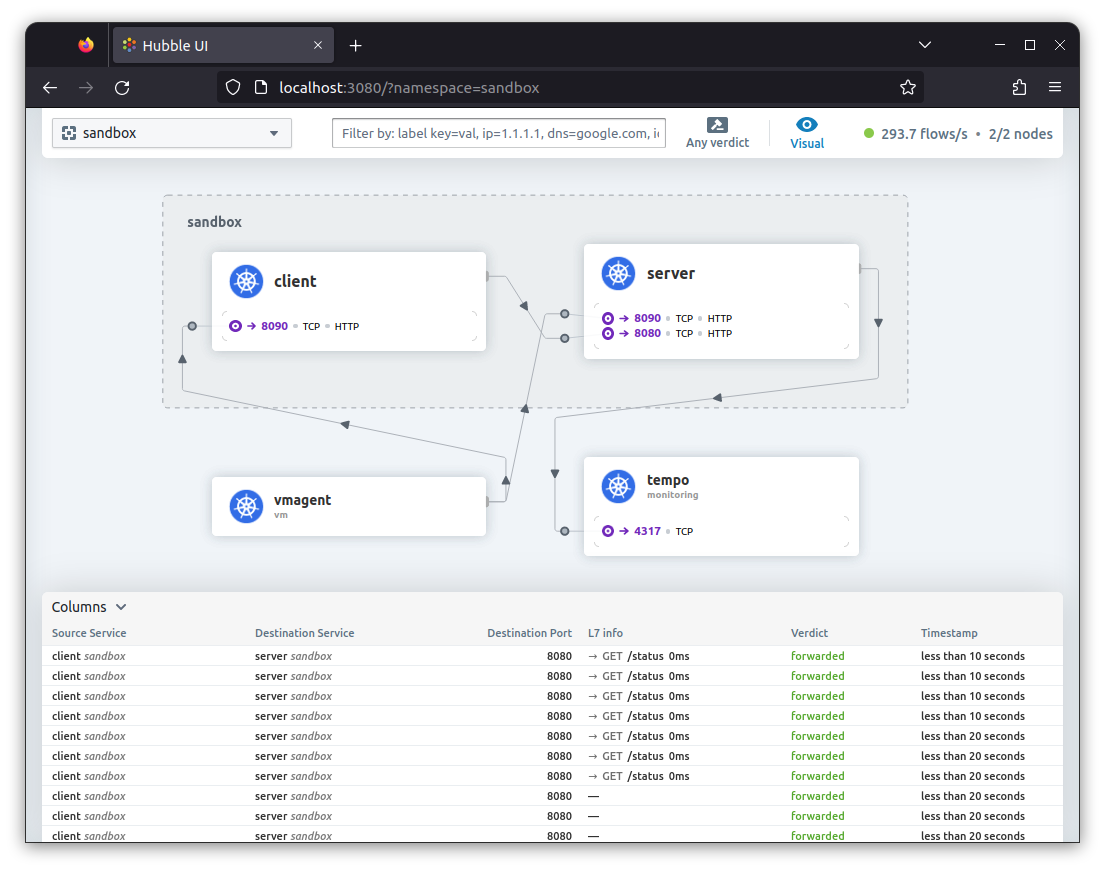 Hubble UI
localhost:3080/?namespace=sandbox
sandbox
Filter by: label key=val, ip=1.1.1.1, dns=google.com, i
Any verdict
Visual
293.7 flows/s • 2/2 nodes
sandbox
client
8090 TCP HTTP
server
8090 TCP HTTP
8080 TCP HTTP
vmagent
vm
tempo
monitoring
4317 TCP
Columns
Source Service Destination Service Destination Port L7 info Verdict Timestamp
client sandbox server sandbox 8080 → GET /status 0ms forwarded less than 10 seconds
client sandbox server sandbox 8080 → GET /status 0ms forwarded less than 10 seconds
client sandbox server sandbox 8080 → GET /status 0ms forwarded less than 10 seconds
client sandbox server sandbox 8080 → GET /status 0ms forwarded less than 10 seconds
client sandbox server sandbox 8080 → GET /status 0ms forwarded less than 20 seconds
client sandbox server sandbox 8080 → GET /status 0ms forwarded less than 20 seconds
client sandbox server sandbox 8080 → GET /status 0ms forwarded less than 20 seconds
client sandbox server sandbox 8080 — forwarded less than 20 seconds
client sandbox server sandbox 8080 — forwarded less than 20 seconds
client sandbox server sandbox 8080 — forwarded less than 20 seconds